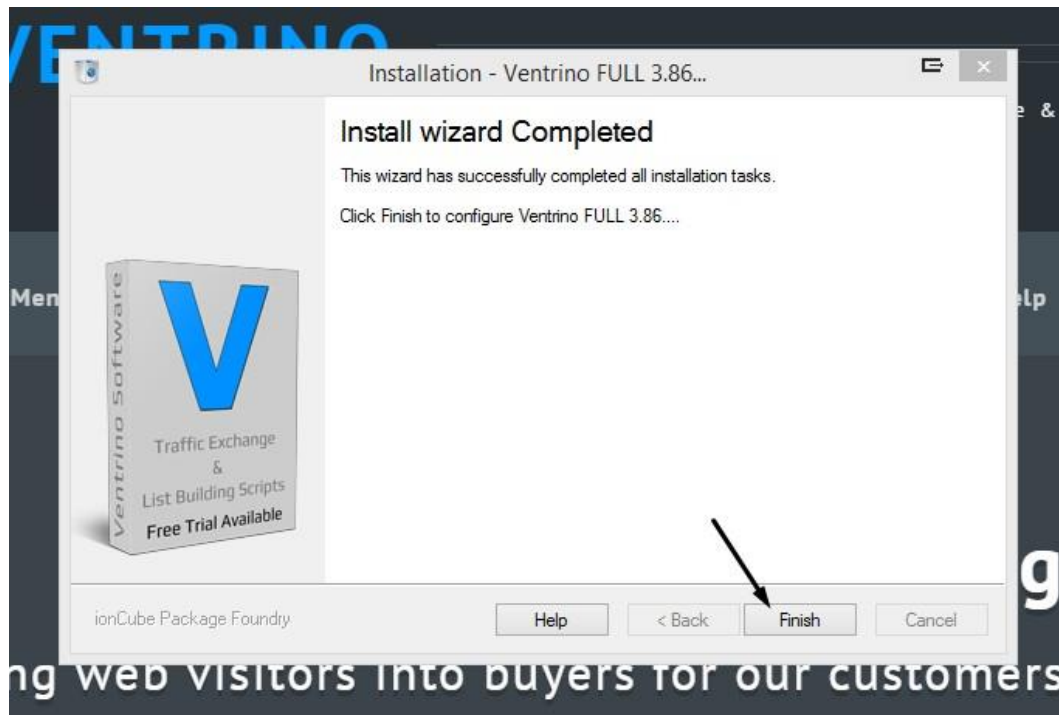 VENTRINO
Installation - Ventrino FULL 3.86...
&
Install wizard Completed
This wizard has successfully completed all installation tasks.
Click Finish to configure Ventrino FULL 3.86....
Men
elp
Ventrino Software
V
Traffic Exchange
&
List Building Scripts
Free Trial Available
g
ionCube Package Foundry
Help
< Back
Finish
Cancel
ng web visitors into buyers for our customers